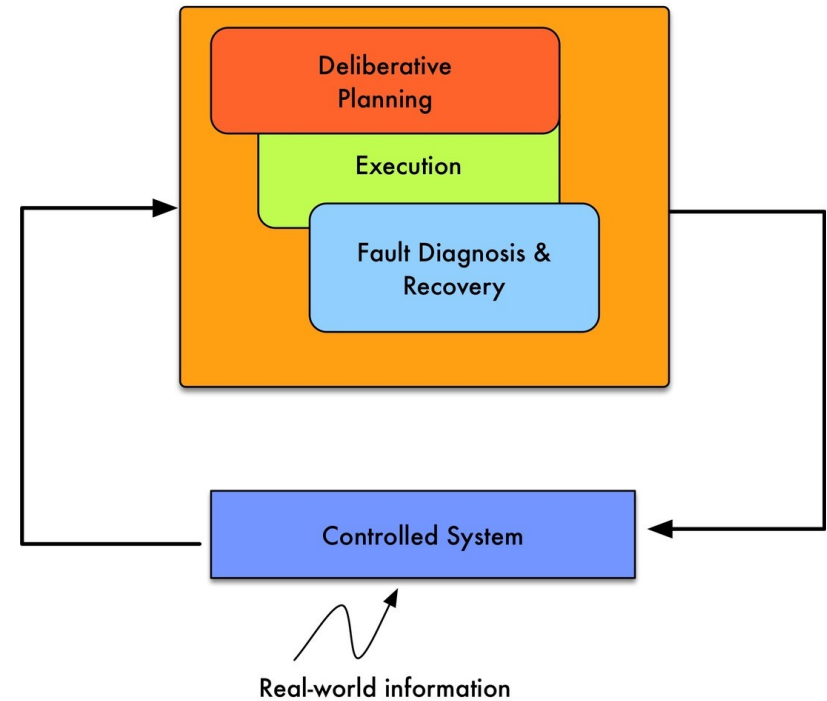 Deliberative
Planning
Execution
Fault Diagnosis &
Recovery
Controlled System
Real-world information